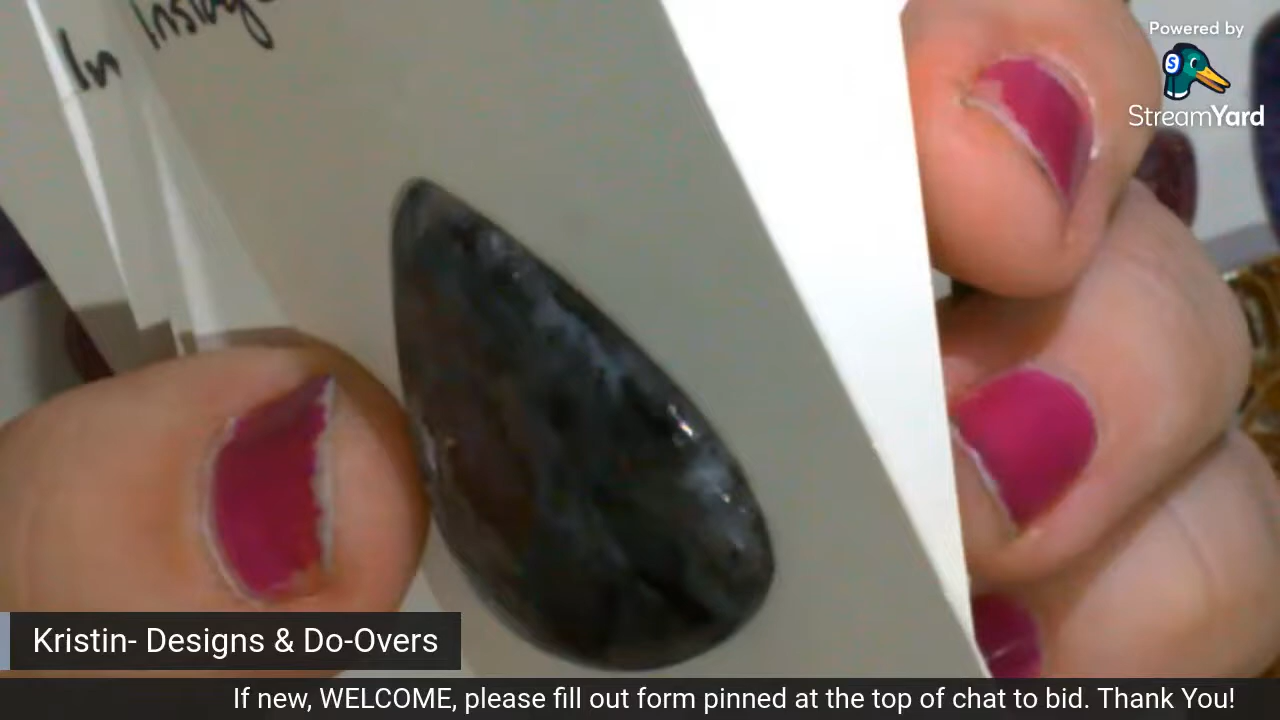 In
Powered by
StreamYard
Kristin- Designs & Do-Overs
If new, WELCOME, please fill out form pinned at the top of chat to bid. Thank You!